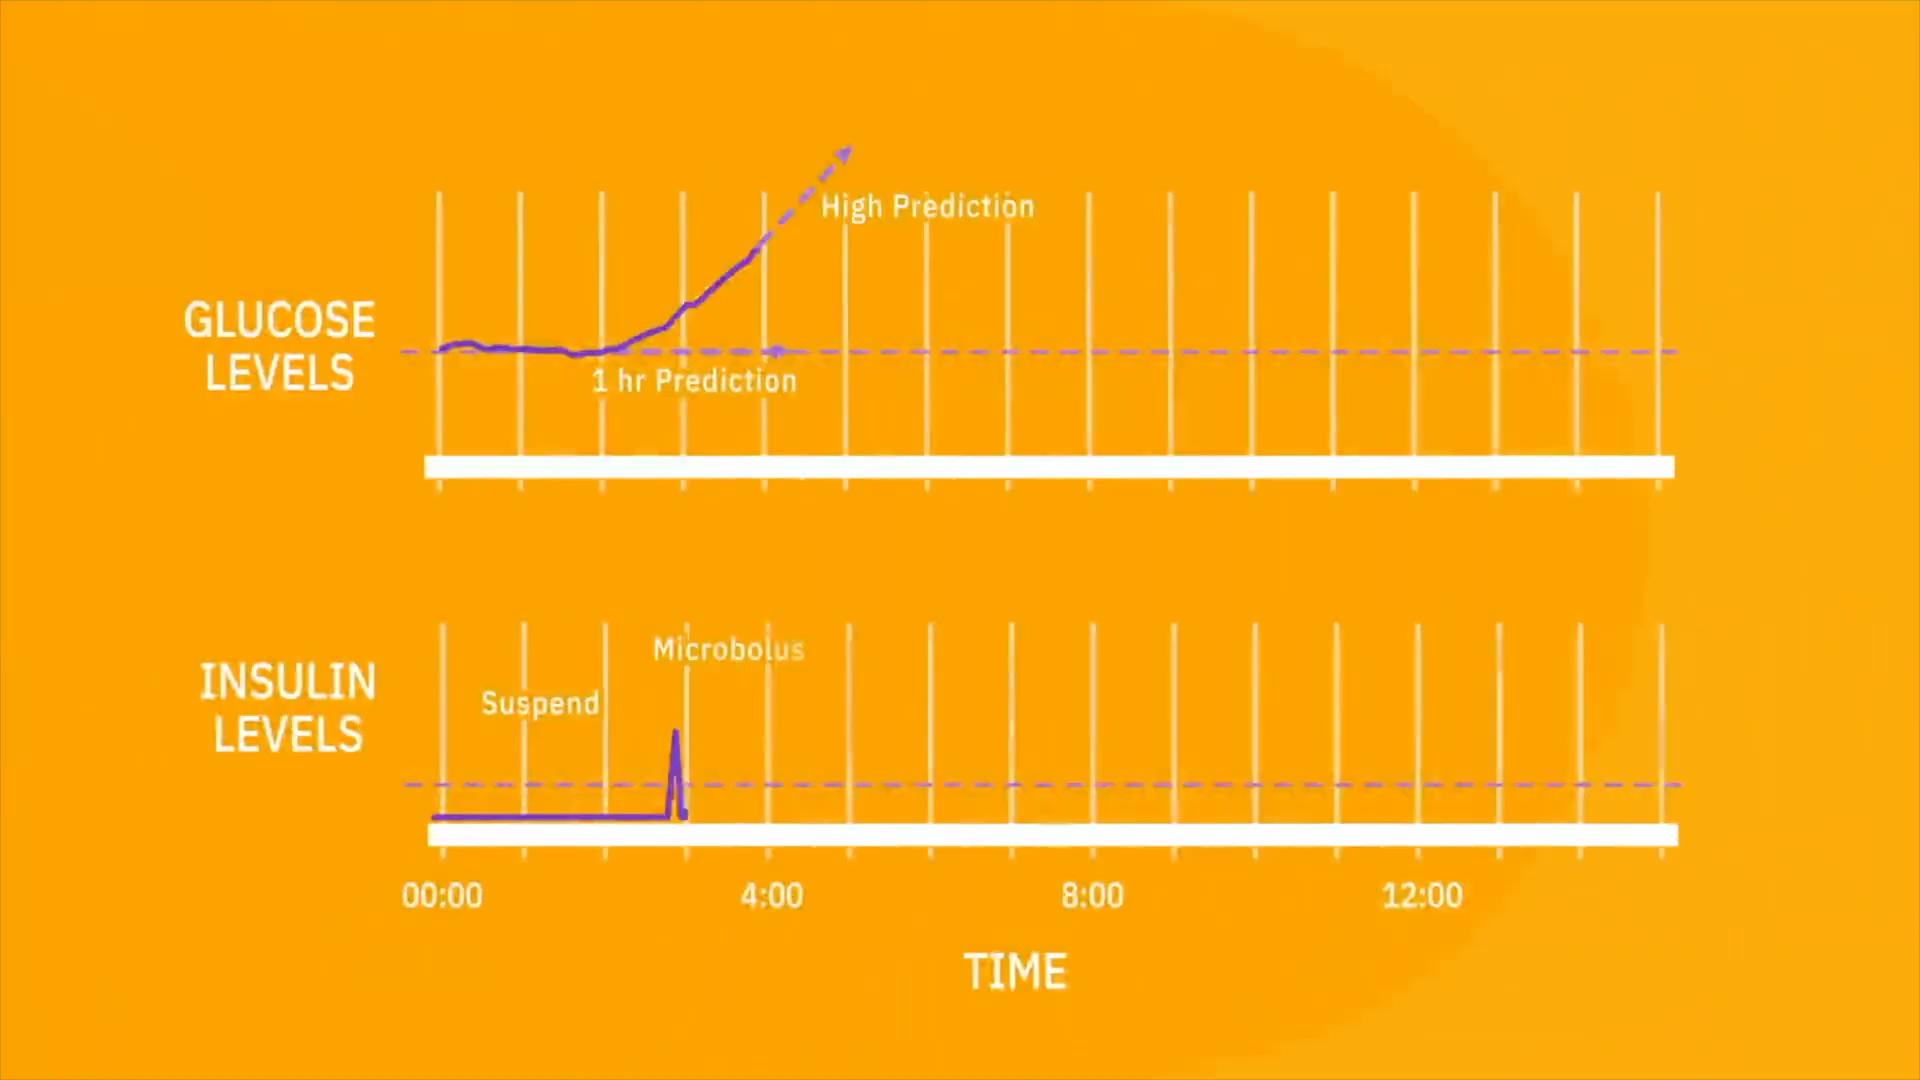 High Prediction
GLUCOSE
LEVELS
1 hr Prediction
Microbolus
Suspend
INSULIN
LEVELS
00:00 4:00 8:00 12:00
TIME